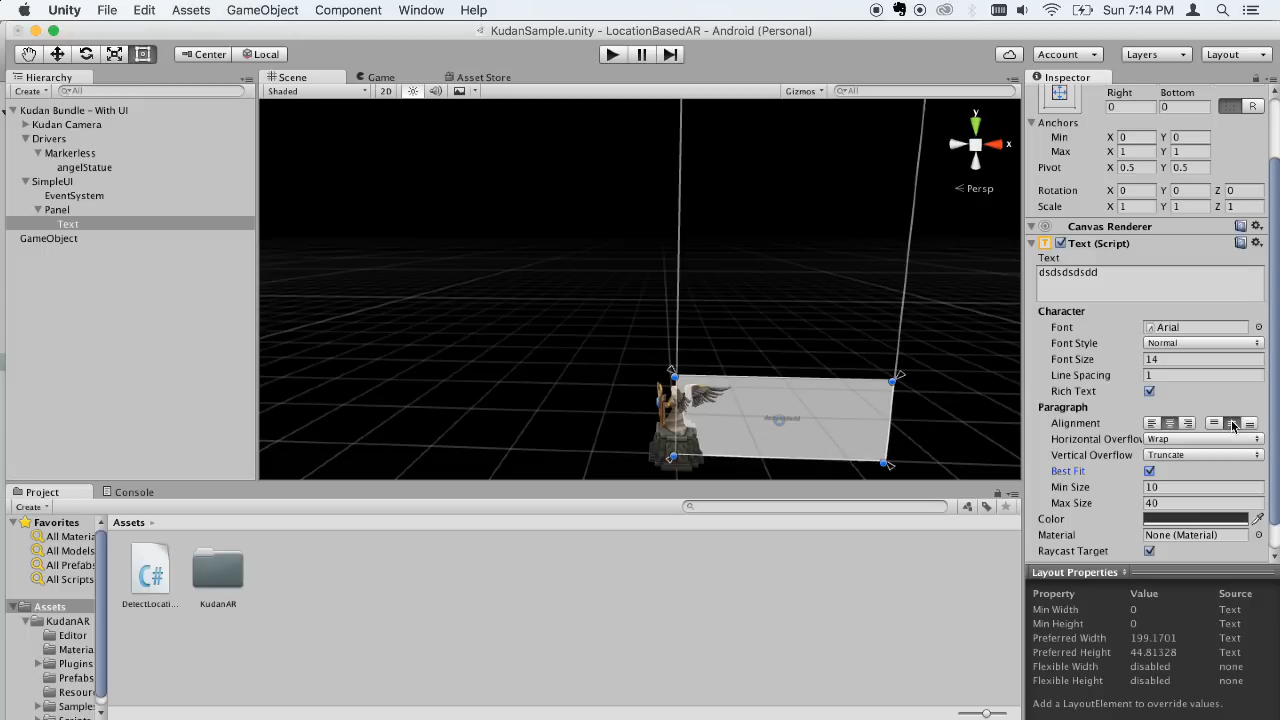 Unity File Edit Assets GameObject Component Window Help Sun 7:14 PM
KudanSample.unity - LocationBasedAR - Android (Personal)
Center Local Account Layers Layout
Hierarchy Scene Game Asset Store Inspector
Create All Shaded 2D Gizmos All
Right Bottom
0 0 R
Kudan Bundle - With UI
Kudan Camera
Drivers
Markerless
angelStatue
SimpleUI
EventSystem
Panel
Text
GameObject
y
x
Persp
Anchors
Min X 0 Y 0
Max X 1 Y 1
Pivot X 0.5 Y 0.5
Rotation X 0 Y 0 Z 0
Scale X 1 Y 1 Z 1
Canvas Renderer
T Text (Script)
Text
dsdsdsdsdd
Character
Font Arial
Font Style Normal
Font Size 14
Line Spacing 1
Rich Text
Paragraph
Alignment
Horizontal Overflow Wrap
Vertical Overflow Truncate
Best Fit
Min Size 10
Max Size 40
Color
Material None (Material)
Raycast Target
Project Console
Create
Favorites
All Materia
All Models
All Prefabs
All Scripts
Assets
KudanAR
Editor
Materia
Plugins
Prefabs
Resour
Sample
Assets
C#
DetectLocati...
KudanAR
Layout Properties
Property Value Source
Min Width 0 Text
Min Height 0 Text
Preferred Width 199.1701 Text
Preferred Height 44.81328 Text
Flexible Width disabled none
Flexible Height disabled none
Add a LayoutElement to override values.